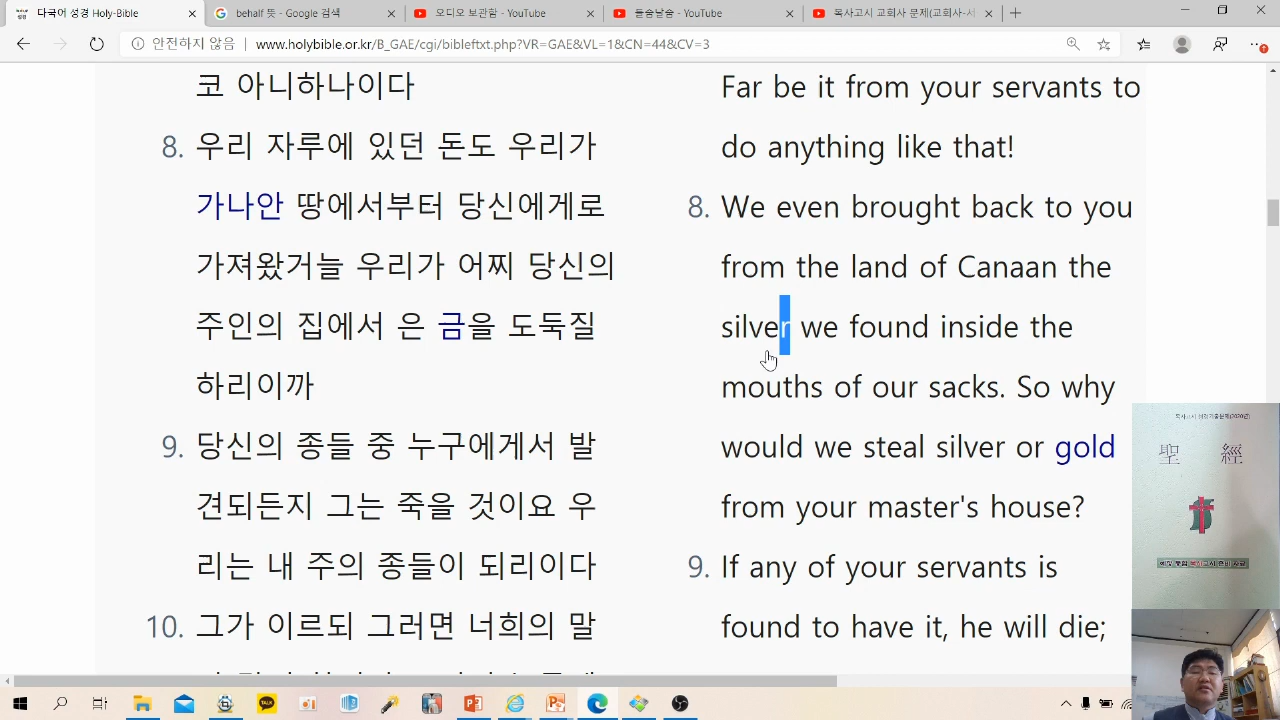 다국어 성경 Holy-Bible
behalf 뜻 - Google 검색
오디오 보관함 - YouTube
들숨날숨 - YouTube
목사고시 교회사 문제(교회사-서
안전하지 않음
www.holybible.or.kr/B_GAE/cgi/bibleftxt.php?VR=GAE&VL=1&CN=44&CV=3
코 아니하나이다
8. 우리 자루에 있던 돈도 우리가
가나안 땅에서부터 당신에게로
가져왔거늘 우리가 어찌 당신의
주인의 집에서 은 금을 도둑질
하리이까
9. 당신의 종들 중 누구에게서 발
견되든지 그는 죽을 것이요 우
리는 내 주의 종들이 되리이다
10. 그가 이르되 그러면 너희의 말
Far be it from your servants to
do anything like that!
8. We even brought back to you
from the land of Canaan the
silver we found inside the
mouths of our sacks. So why
would we steal silver or gold
from your master's house?
9. If any of your servants is
found to have it, he will die;
聖 經
TALK